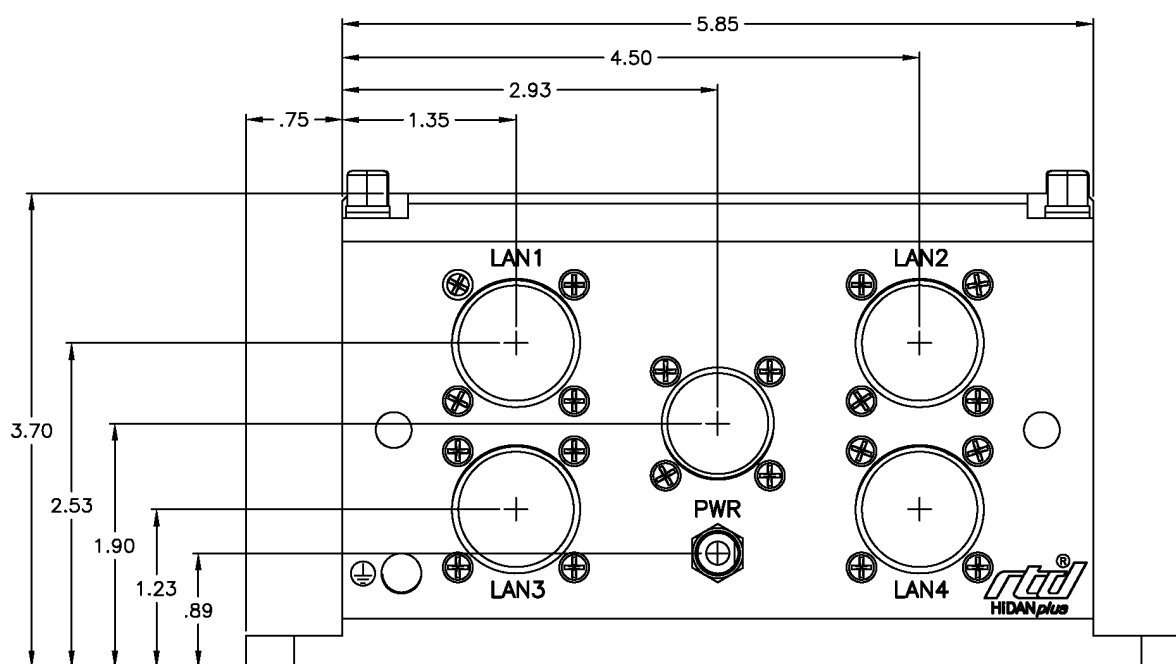 5.85
4.50
2.93
.75
1.35
LAN1
LAN2
3.70
2.53
1.90
PWR
1.23
.89
LAN3
LAN4
rtd®
HiDANplus